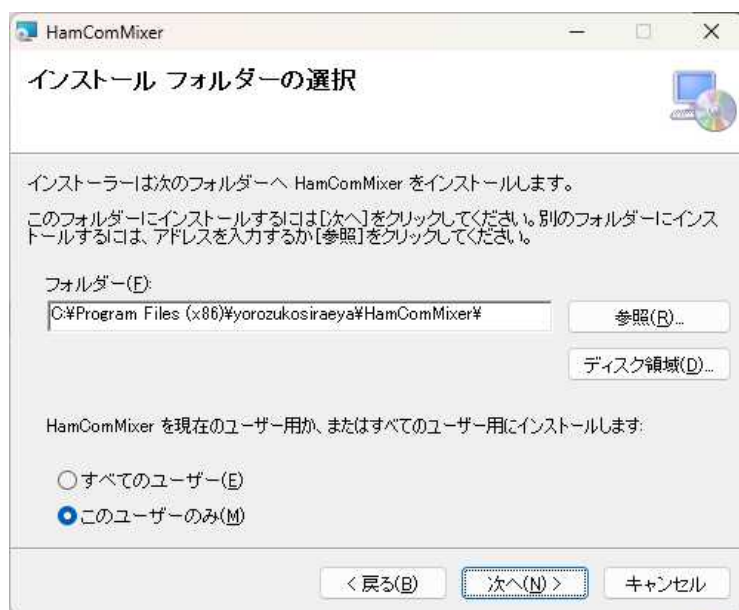 HamComMixer
インストール フォルダーの選択
インストーラーは次のフォルダーへ HamComMixer をインストールします。
このフォルダーにインストールするには[次へ]をクリックしてください。別のフォルダーにインス
トールするには、アドレスを入力するか[参照]をクリックしてください。
フォルダー(F):
C:¥Program Files (x86)¥yorozukosiraeya¥HamComMixer¥
参照(R)...
ディスク領域(D)...
HamComMixer を現在のユーザー用か、またはすべてのユーザー用にインストールします:
すべてのユーザー(E)
このユーザーのみ(M)
< 戻る(B)
次へ(N) >
キャンセル